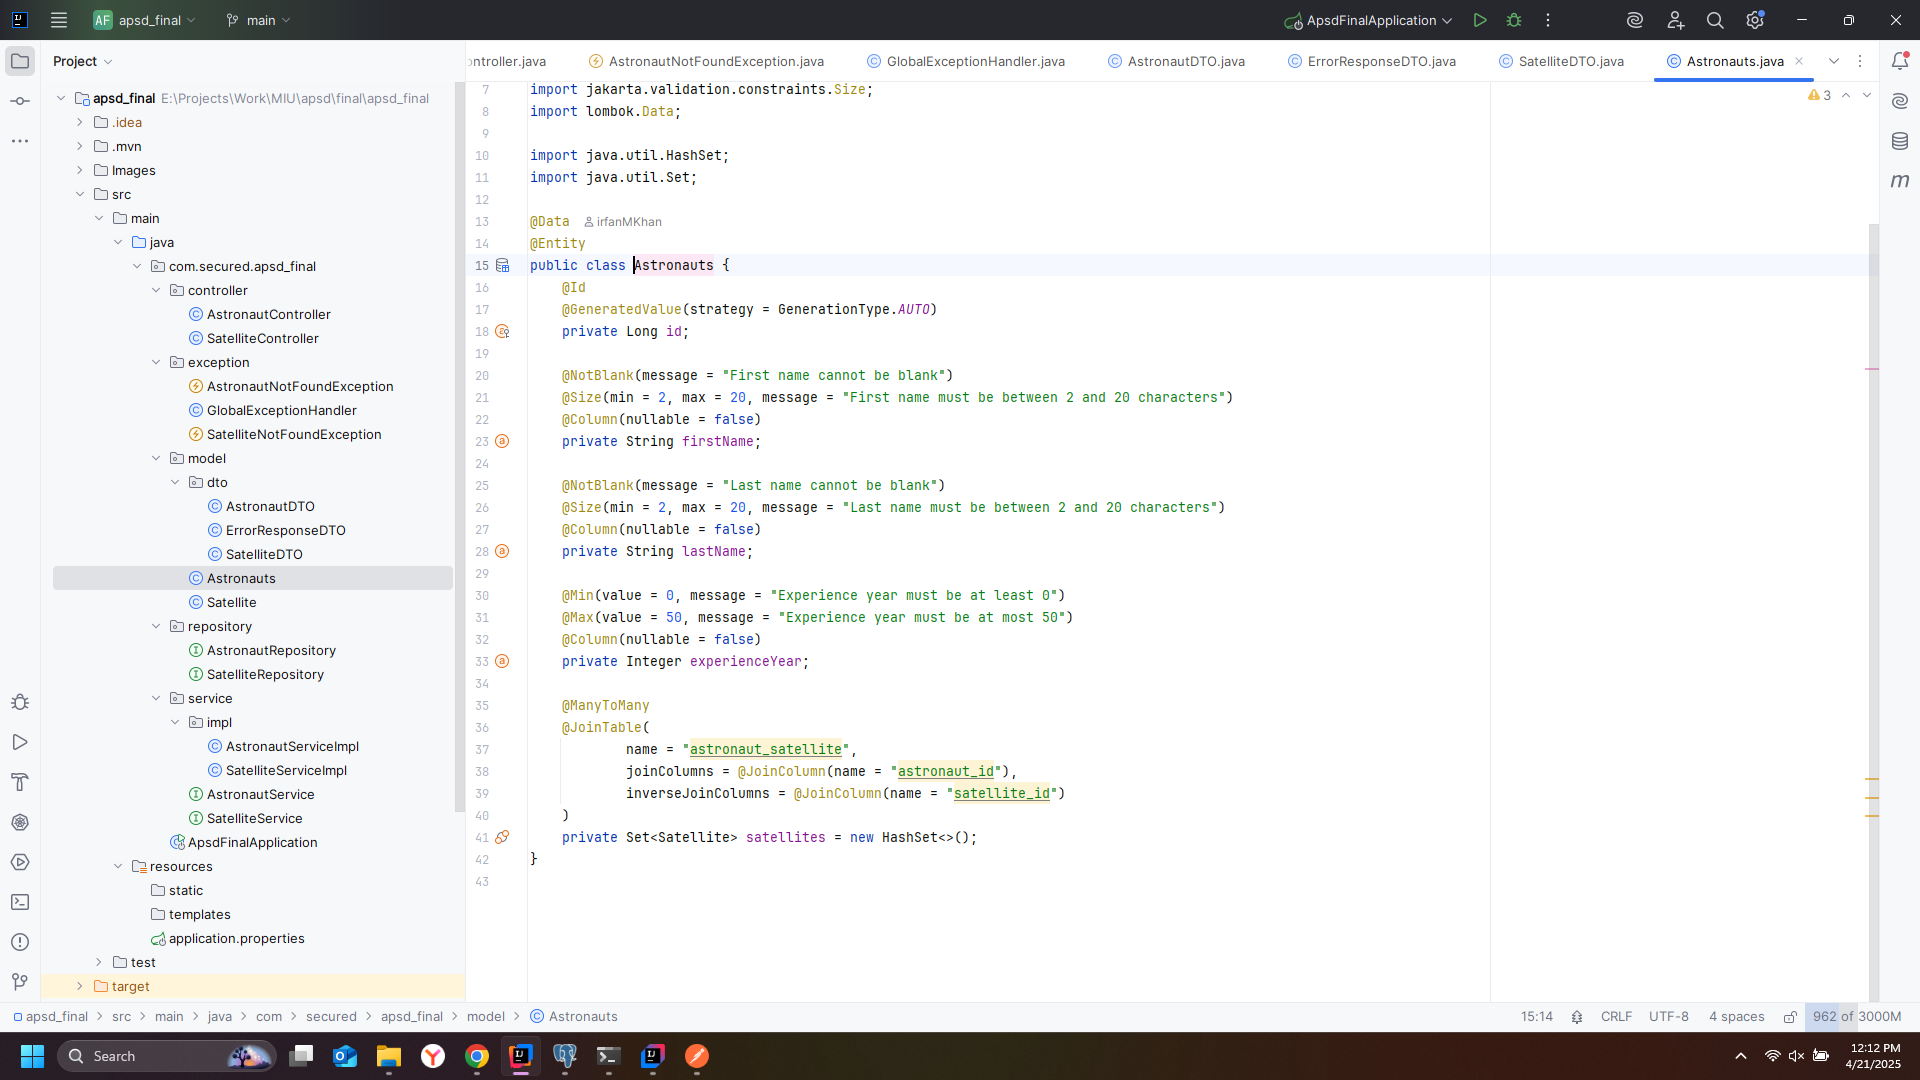 AF apsd_final main ApsdFinalApplication
Project
ontroller.java AstronautNotFoundException.java GlobalExceptionHandler.java AstronautDTO.java ErrorResponseDTO.java SatelliteDTO.java Astronauts.java
apsd_final E:\Projects\Work\MIU\apsd\final\apsd_final
.idea
.mvn
Images
src
main
java
com.secured.apsd_final
controller
AstronautController
SatelliteController
exception
AstronautNotFoundException
GlobalExceptionHandler
SatelliteNotFoundException
model
dto
AstronautDTO
ErrorResponseDTO
SatelliteDTO
Astronauts
Satellite
repository
AstronautRepository
SatelliteRepository
service
impl
AstronautServiceImpl
SatelliteServiceImpl
AstronautService
SatelliteService
ApsdFinalApplication
resources
static
templates
application.properties
test
target
3
7 import jakarta.validation.constraints.Size;
8 import lombok.Data;
9
10 import java.util.HashSet;
11 import java.util.Set;
12
13 @Data irfanMKhan
14 @Entity
15 public class Astronauts {
16 @Id
17 @GeneratedValue(strategy = GenerationType.AUTO)
18 private Long id;
19
20 @NotBlank(message = "First name cannot be blank")
21 @Size(min = 2, max = 20, message = "First name must be between 2 and 20 characters")
22 @Column(nullable = false)
23 private String firstName;
24
25 @NotBlank(message = "Last name cannot be blank")
26 @Size(min = 2, max = 20, message = "Last name must be between 2 and 20 characters")
27 @Column(nullable = false)
28 private String lastName;
29
30 @Min(value = 0, message = "Experience year must be at least 0")
31 @Max(value = 50, message = "Experience year must be at most 50")
32 @Column(nullable = false)
33 private Integer experienceYear;
34
35 @ManyToMany
36 @JoinTable(
37 name = "astronaut_satellite",
38 joinColumns = @JoinColumn(name = "astronaut_id"),
39 inverseJoinColumns = @JoinColumn(name = "satellite_id")
40 )
41 private Set<Satellite> satellites = new HashSet<>();
42 }
43
apsd_final > src > main > java > com > secured > apsd_final > model > Astronauts 15:14 CRLF UTF-8 4 spaces 962 of 3000M
Search
12:12 PM
4/21/2025